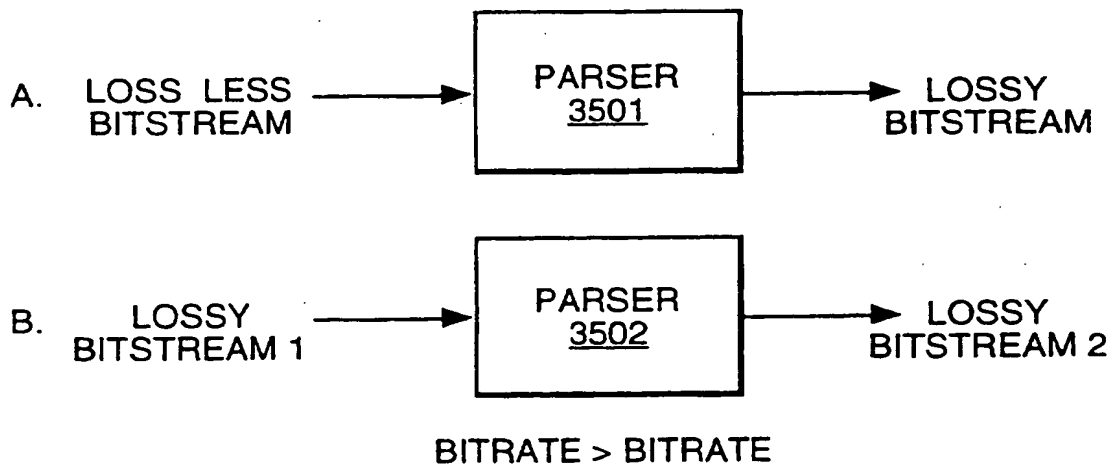 A. LOSS LESS BITSTREAM
PARSER
3501
LOSSY
BITSTREAM
B. LOSSY
BITSTREAM 1
PARSER
3502
LOSSY
BITSTREAM 2
BITRATE > BITRATE